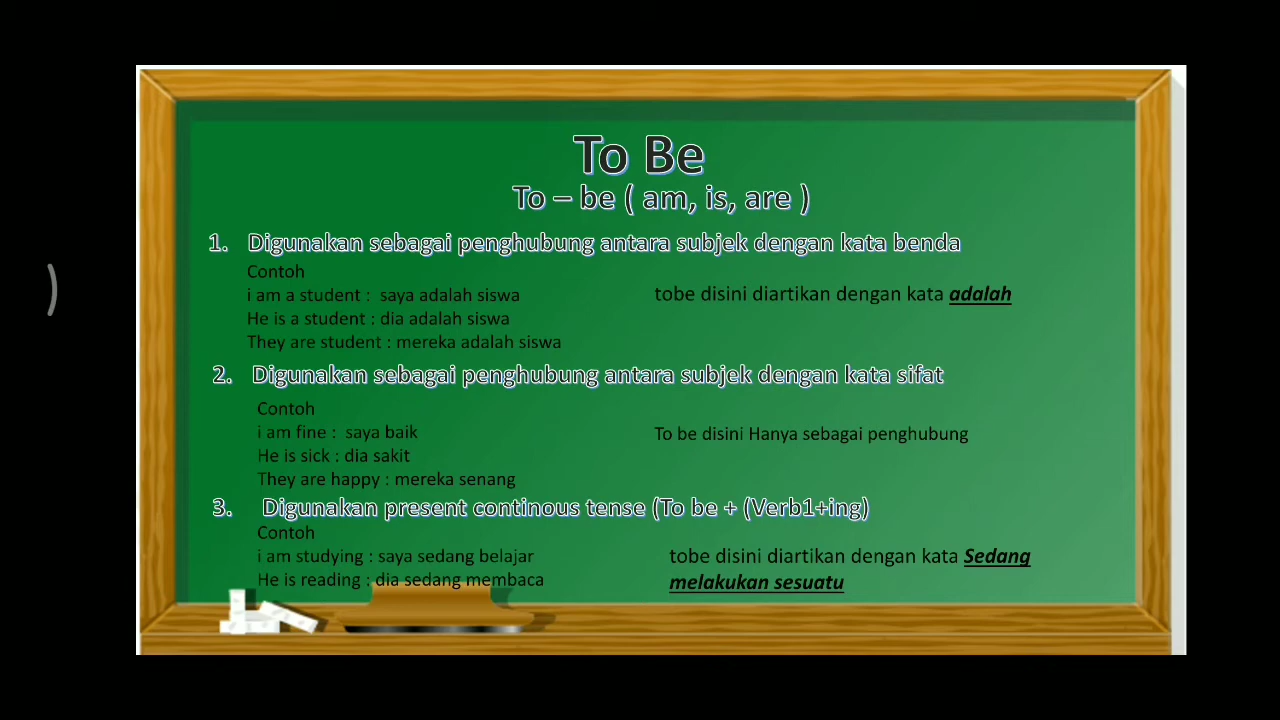 To Be
To – be ( am, is, are )
1. Digunakan sebagai penghubung antara subjek dengan kata benda
Contoh
i am a student : saya adalah siswa
tobe disini diartikan dengan kata adalah
He is a student : dia adalah siswa
They are student : mereka adalah siswa
2. Digunakan sebagai penghubung antara subjek dengan kata sifat
Contoh
i am fine : saya baik
To be disini Hanya sebagai penghubung
He is sick : dia sakit
They are happy : mereka senang
3. Digunakan present continous tense (To be + (Verb1+ing)
Contoh
i am studying : saya sedang belajar
He is reading : dia sedang membaca
tobe disini diartikan dengan kata Sedang
melakukan sesuatu